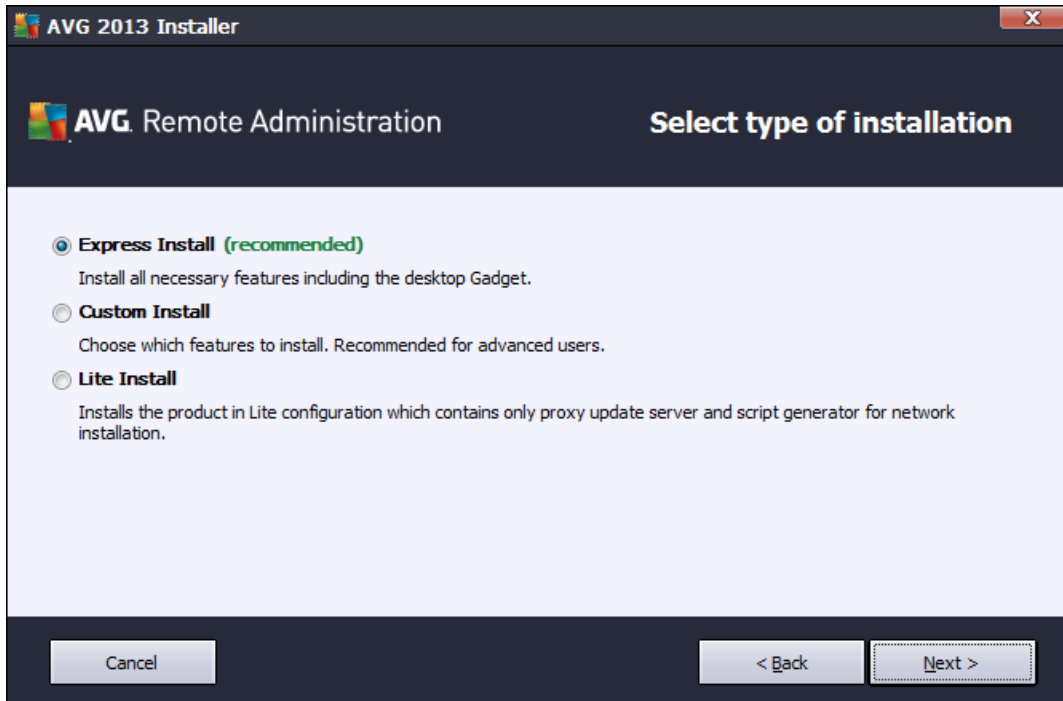 AVG 2013 Installer
AVG. Remote Administration
Select type of installation
Express Install (recommended)
Install all necessary features including the desktop Gadget.
Custom Install
Choose which features to install. Recommended for advanced users.
Lite Install
Installs the product in Lite configuration which contains only proxy update server and script generator for network
installation.
Cancel
< Back
Next >